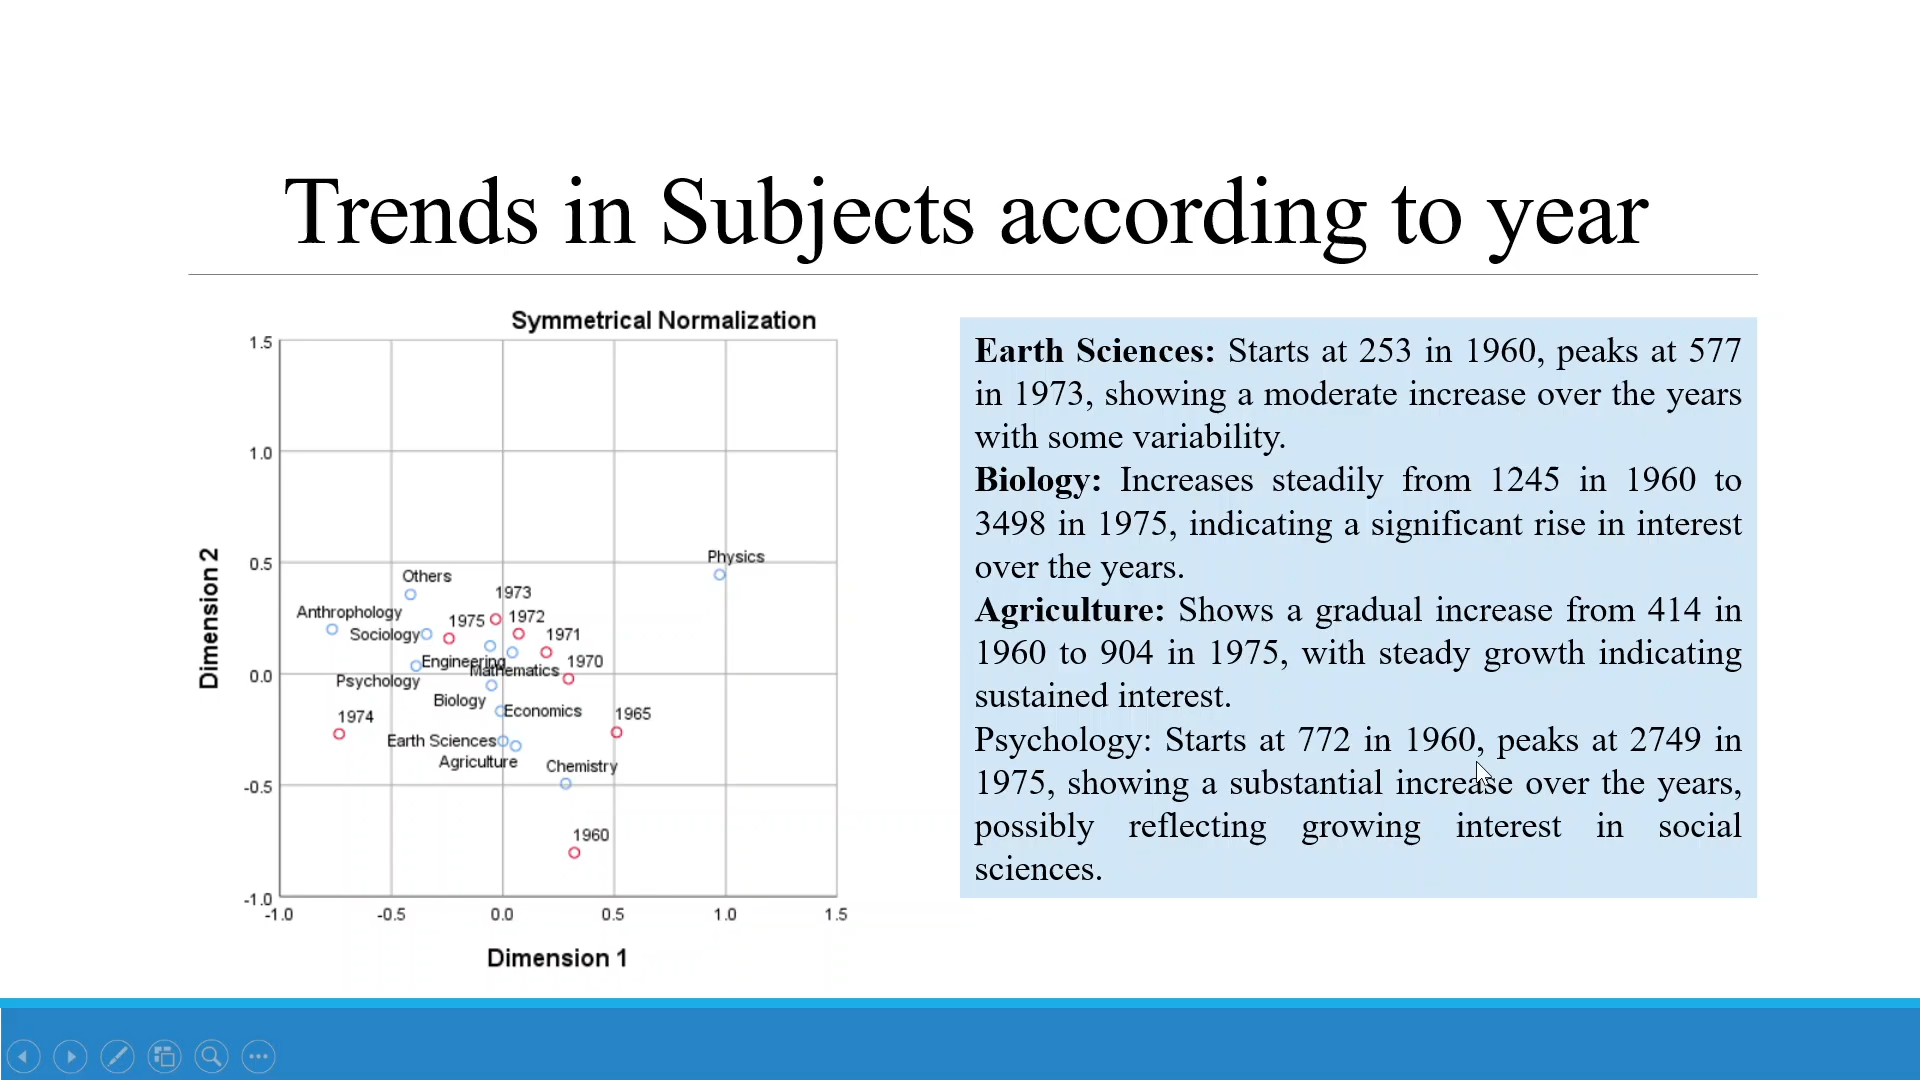 Trends in Subjects according to year
Symmetrical Normalization
1.5
1.0
0.5
0.0
-0.5
-1.0
Dimension 2
Physics
Others
1973
Anthrophology
1975
1972
Sociology
1971
Engineering
1970
Mathematics
Psychology
Biology
Economics
1974
1965
Earth Sciences
Agriculture
Chemistry
1960
-1.0
-0.5
0.0
0.5
1.0
1.5
Dimension 1
Earth Sciences: Starts at 253 in 1960, peaks at 577
in 1973, showing a moderate increase over the years
with some variability.
Biology: Increases steadily from 1245 in 1960 to
3498 in 1975, indicating a significant rise in interest
over the years.
Agriculture: Shows a gradual increase from 414 in
1960 to 904 in 1975, with steady growth indicating
sustained interest.
Psychology: Starts at 772 in 1960, peaks at 2749 in
1975, showing a substantial increase over the years,
possibly reflecting growing interest in social
sciences.